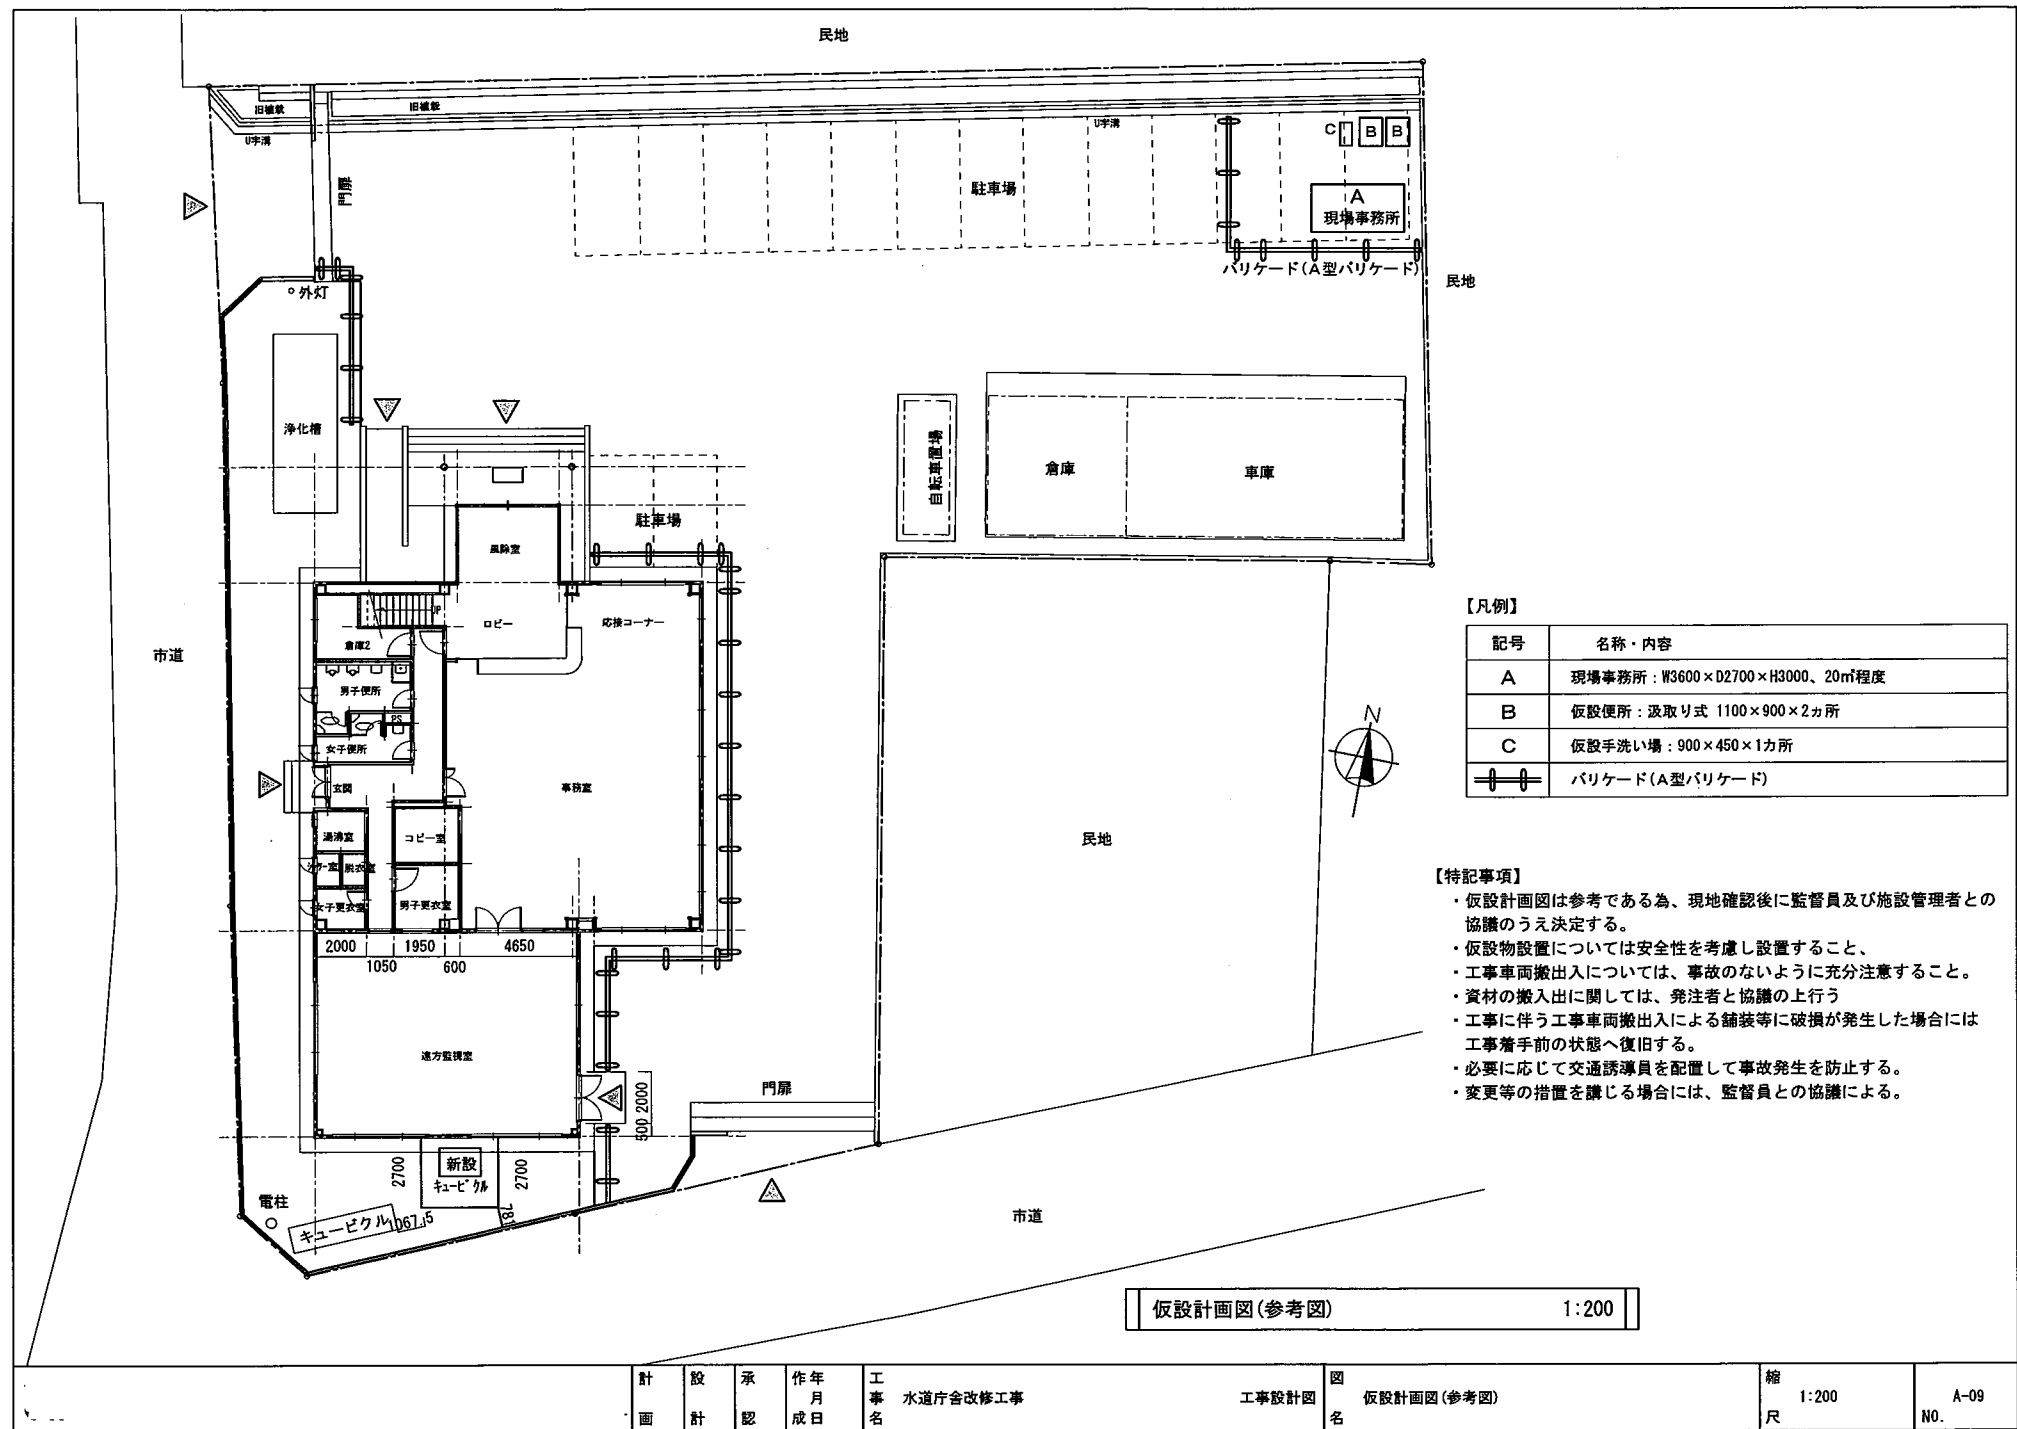 民地
旧植栽
旧植栽
U字溝
U字溝
門扉
駐車場
C
B
B
A
現場事務所
バリケード(A型バリケード)
民地
外灯
浄化槽
自転車置場
倉庫
車庫
駐車場
風除室
UP
ロビー
応接コーナー
倉庫2
市道
男子便所
PS
女子便所
玄関
事務室
湯沸室
コピー室
脱衣室
女子更衣室
男子更衣室
2000
1950
4650
1050
600
遠方監視室
民地
N
門扉
500 2000
新設
キュービクル
2700
2700
電柱
キュービクル
1067.5
781
市道
【凡例】
記号 名称・内容
A 現場事務所：W3600×D2700×H3000、20㎡程度
B 仮設便所：汲取り式 1100×900×2ヵ所
C 仮設手洗い場：900×450×1カ所
バリケード(A型バリケード)
【特記事項】
・仮設計画図は参考である為、現地確認後に監督員及び施設管理者との
協議のうえ決定する。
・仮設物設置については安全性を考慮し設置すること、
・工事車両搬出入については、事故のないように充分注意すること。
・資材の搬入出に関しては、発注者と協議の上行う
・工事に伴う工事車両搬出入による舗装等に破損が発生した場合には
工事着手前の状態へ復旧する。
・必要に応じて交通誘導員を配置して事故発生を防止する。
・変更等の措置を講じる場合には、監督員との協議による。
仮設計画図(参考図) 1:200
計画
設計
承認
作成
年月日
工事名
水道庁舎改修工事
工事設計図
図名
仮設計画図(参考図)
縮尺
1:200
A-09
NO.